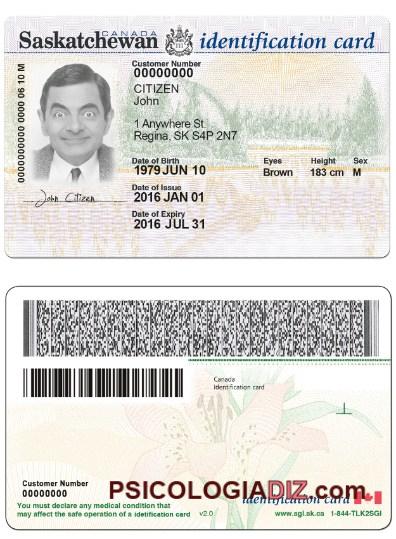 CANADA
Saskatchewan identification card
Customer Number
00000000
CITIZEN
John
1 Anywhere St
Regina, SK S4P 2N7
0000000000 0000 06 10 M
Date of Birth
1979 JUN 10
Eyes Height Sex
Brown 183 cm M
Date of Issue
2016 JAN 01
John Citizen
Date of Expiry
2016 JUL 31
Canada
Identification card
Customer Number
00000000
PSICOLOGIADIZ.com
identification card
You must declare any medical condition that
may affect the safe operation of a identification card v2.0
www.sgi.sk.ca 1-844-TLK2SGI